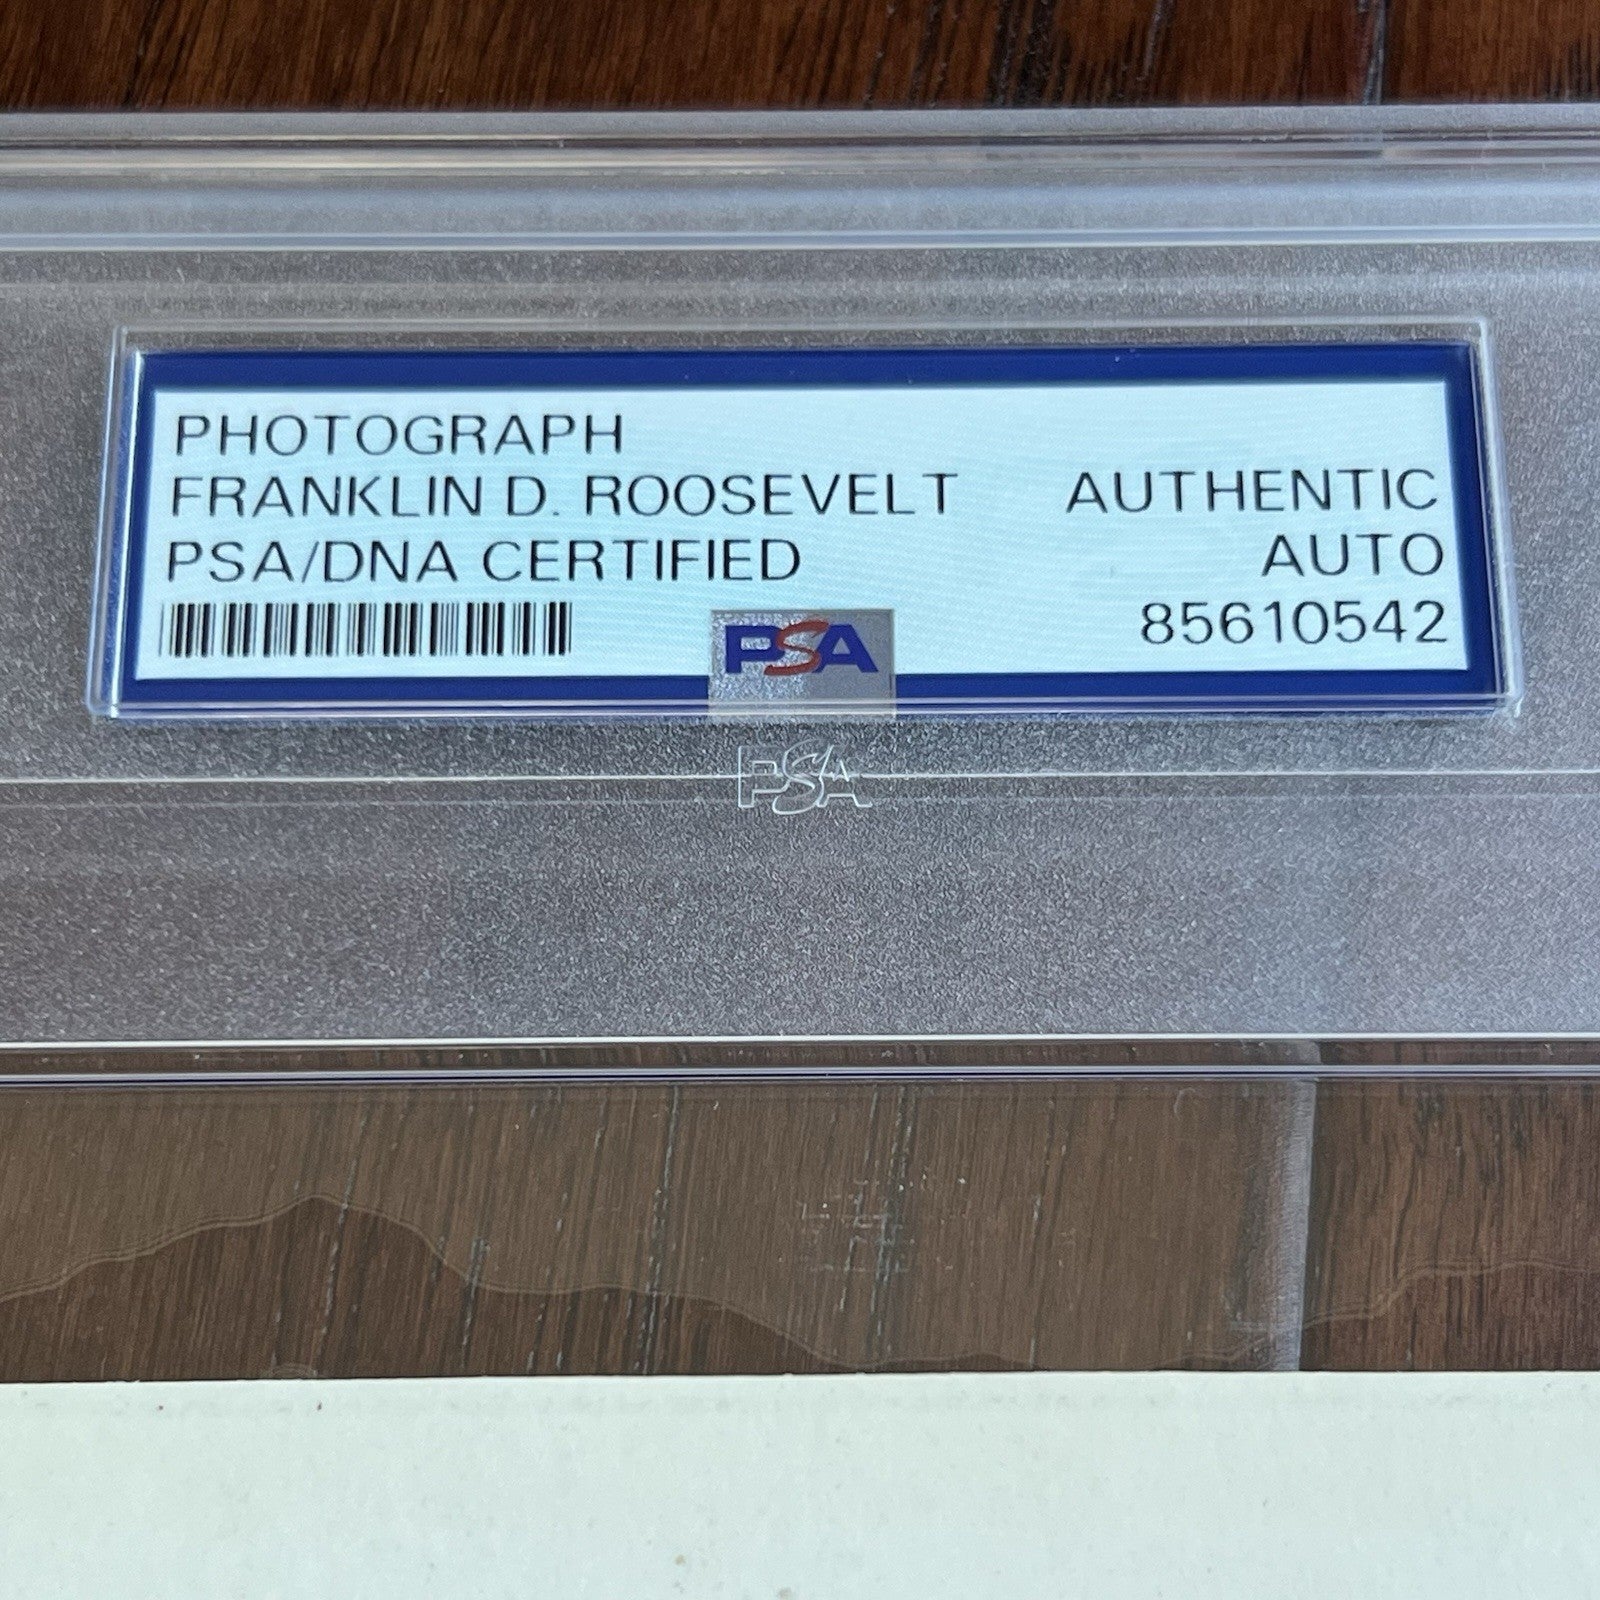 PHOTOGRAPH
FRANKLIN D. ROOSEVELT
PSA/DNA CERTIFIED
AUTHENTIC
AUTO
85610542
PSA
PSA